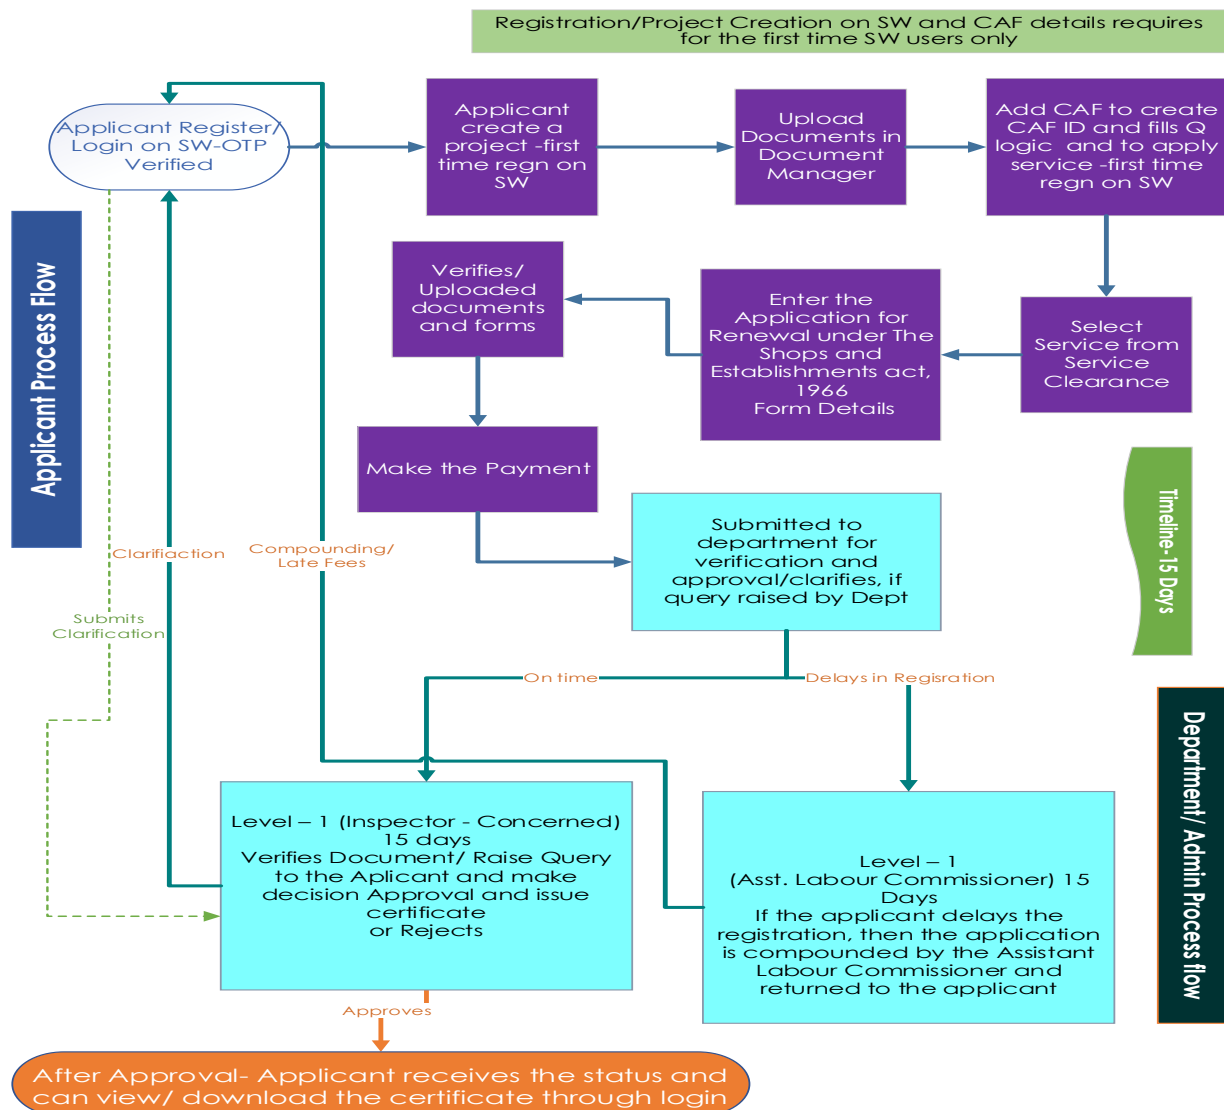 Registration/Project Creation on SW and CAF details requires
for the first time SW users only
Applicant Register/
Login on SW-OTP
Verified
Applicant
create a
project -first
time regn on
SW
Upload
Documents in
Document
Manager
Add CAF to create
CAF ID and fills Q
logic and to apply
service -first time
regn on SW
Applicant Process Flow
Verifies/
Uploaded
documents
and forms
Enter the
Application for
Renewal under The
Shops and
Establishments act,
1966
Form Details
Select
Service from
Service
Clearance
Make the Payment
Timeline- 15 Days
Submitted to
department for
verification and
approval/clarifies, if
query raised by Dept
Clarifiaction
Compounding/
Late Fees
Submits
Clarification
On time
Delays in Regisration
Department/ Admin Process flow
Level – 1 (Inspector - Concerned)
15 days
Verifies Document/ Raise Query
to the Aplicant and make
decision Approval and issue
certificate
or Rejects
Level – 1
(Asst. Labour Commissioner) 15
Days
If the applicant delays the
registration, then the application
is compounded by the Assistant
Labour Commissioner and
returned to the applicant
Approves
After Approval- Applicant receives the status and
can view/ download the certificate through login